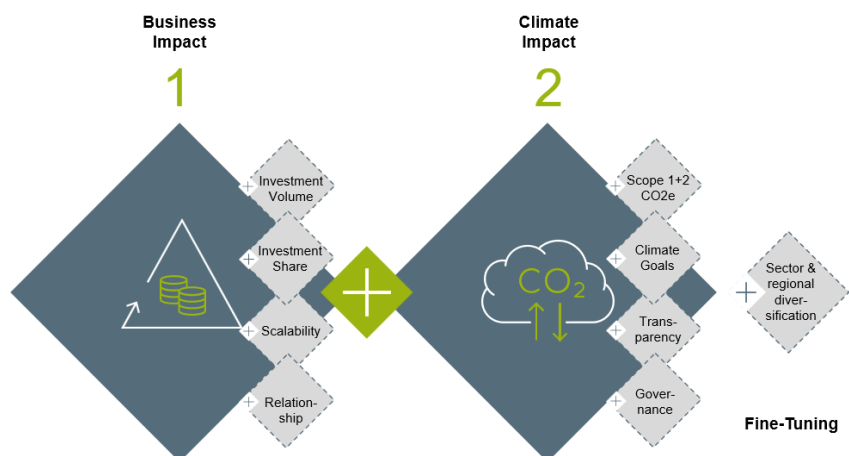 Business
Impact
1
Investment
Volume
Investment
Share
Scalability
Relation-
ship
Climate
Impact
2
CO2
Scope 1+2
CO2e
Climate
Goals
Trans-
parency
Gover-
nance
Sector &
regional
diver-
sification
Fine-Tuning